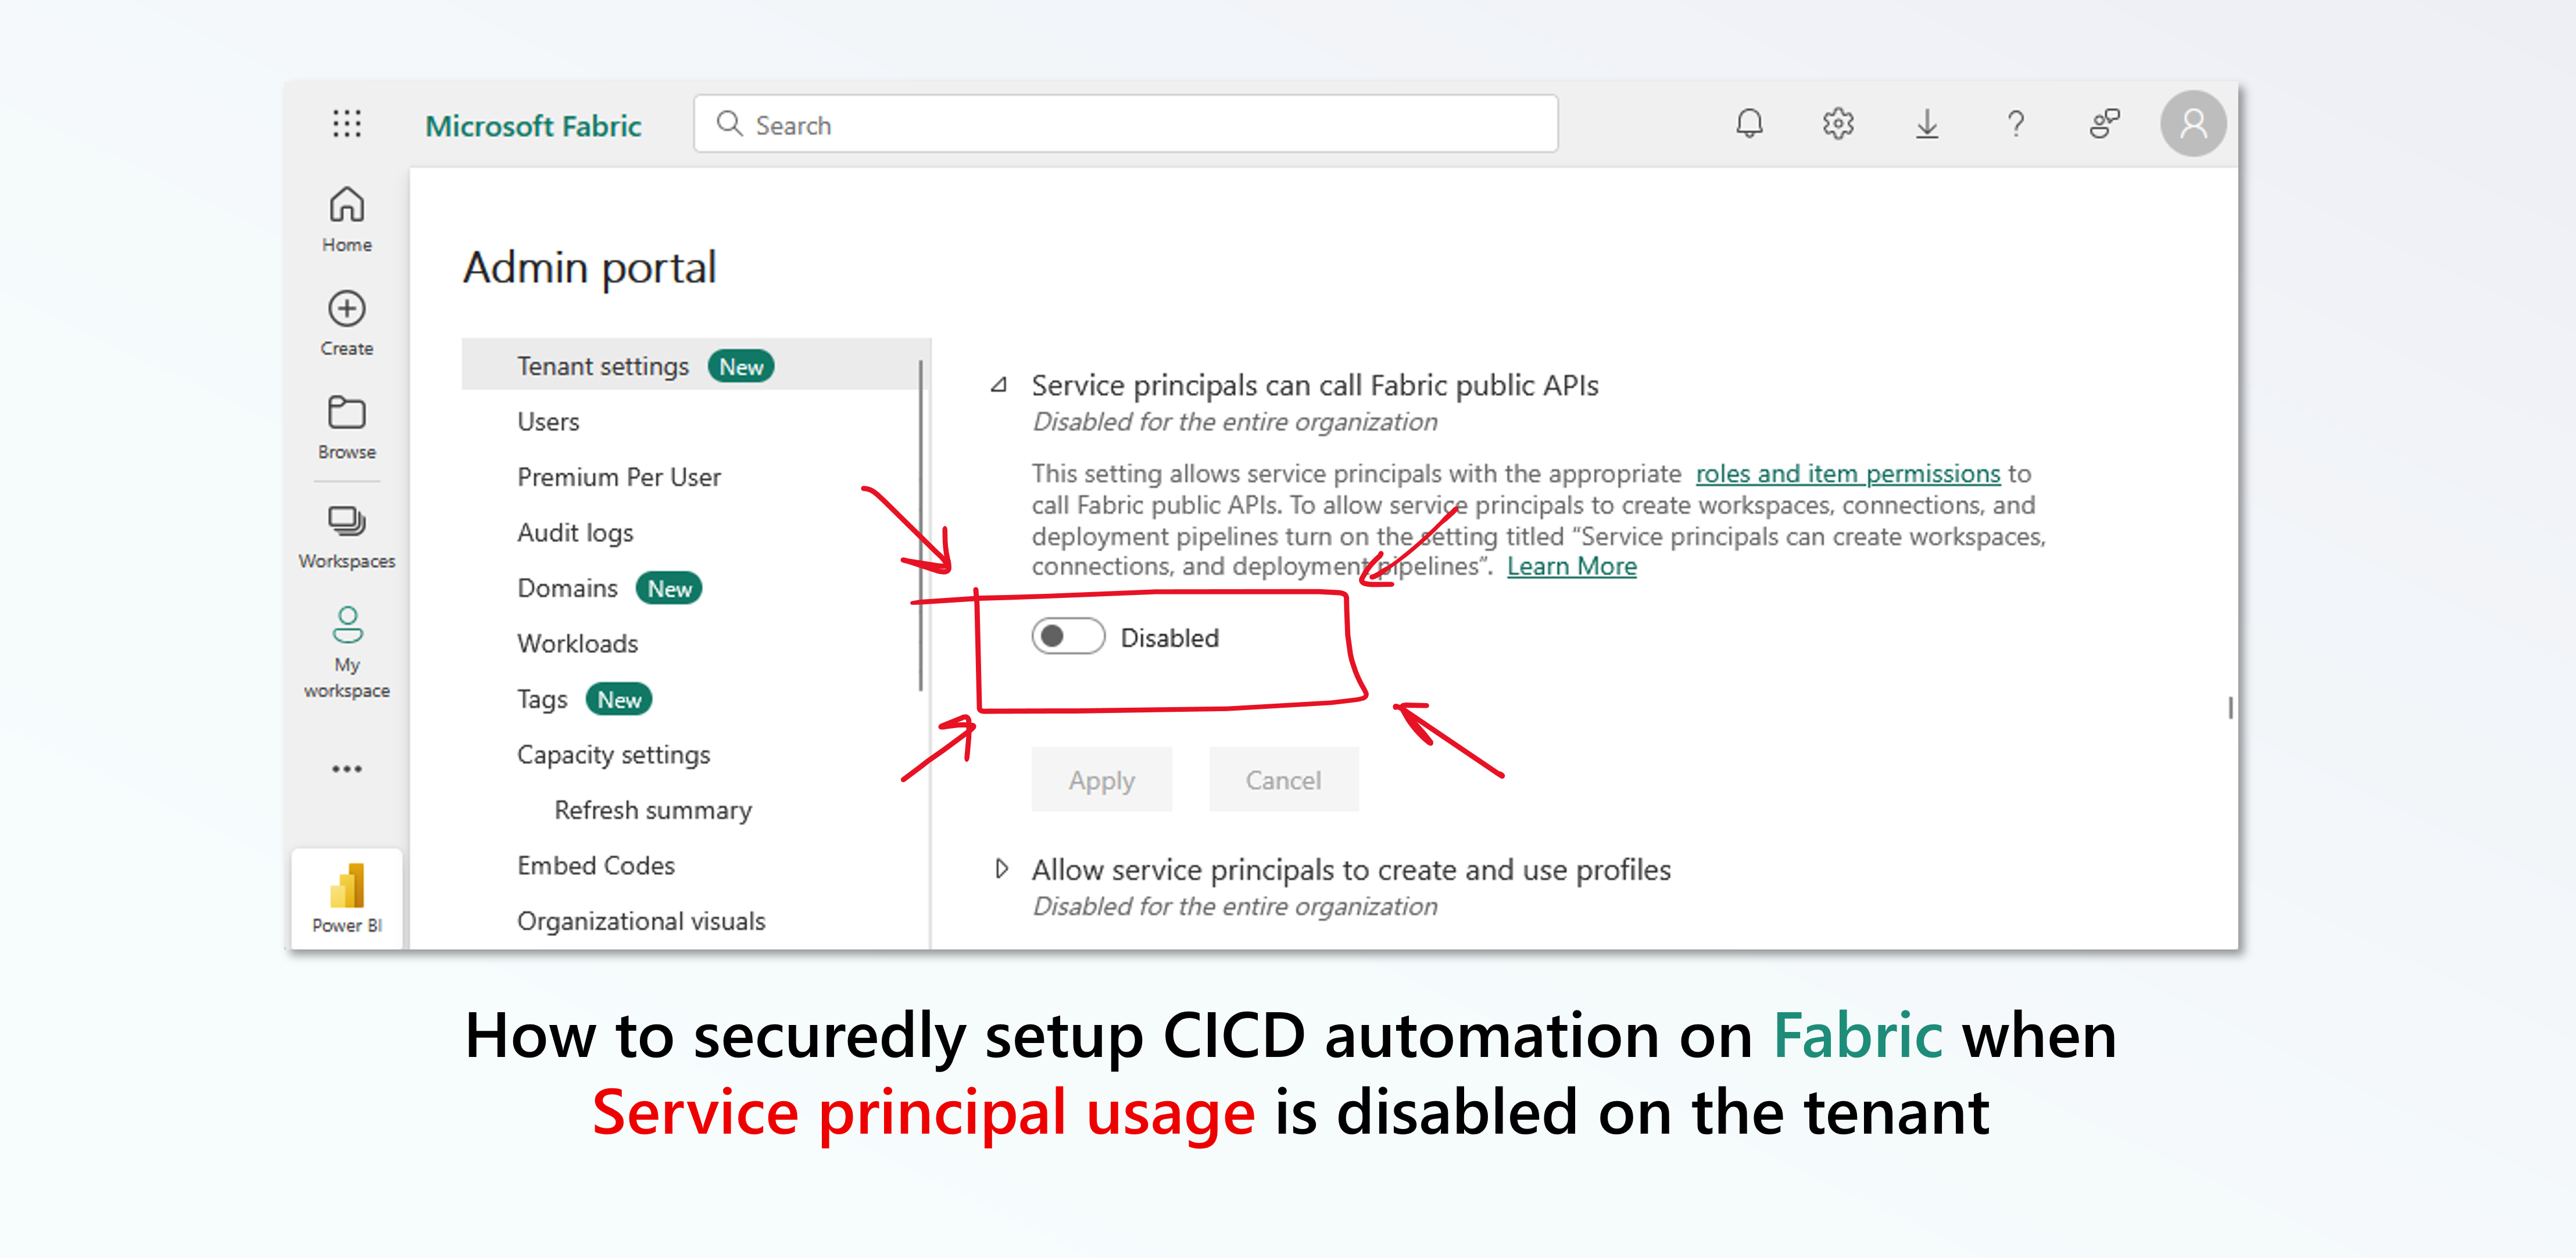 Microsoft Fabric
Search
Home
Create
Browse
Workspaces
My
workspace
Power BI
Admin portal
Tenant settings New
Users
Premium Per User
Audit logs
Domains New
Workloads
Tags New
Capacity settings
Refresh summary
Embed Codes
Organizational visuals
Service principals can call Fabric public APIs
Disabled for the entire organization
This setting allows service principals with the appropriate roles and item permissions to
call Fabric public APIs. To allow service principals to create workspaces, connections, and
deployment pipelines turn on the setting titled “Service principals can create workspaces,
connections, and deployment pipelines”. Learn More
Disabled
Apply Cancel
Allow service principals to create and use profiles
Disabled for the entire organization
How to securedly setup CICD automation on Fabric when
Service principal usage is disabled on the tenant